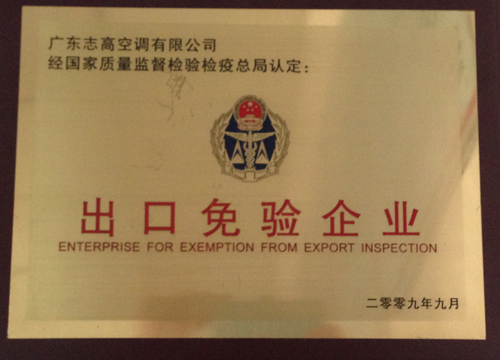 广东志高空调有限公司
经国家质量监督检验检疫总局认定：
出口免验企业
ENTERPRISE FOR EXEMPTION FROM EXPORT INSPECTION
二零零九年九月